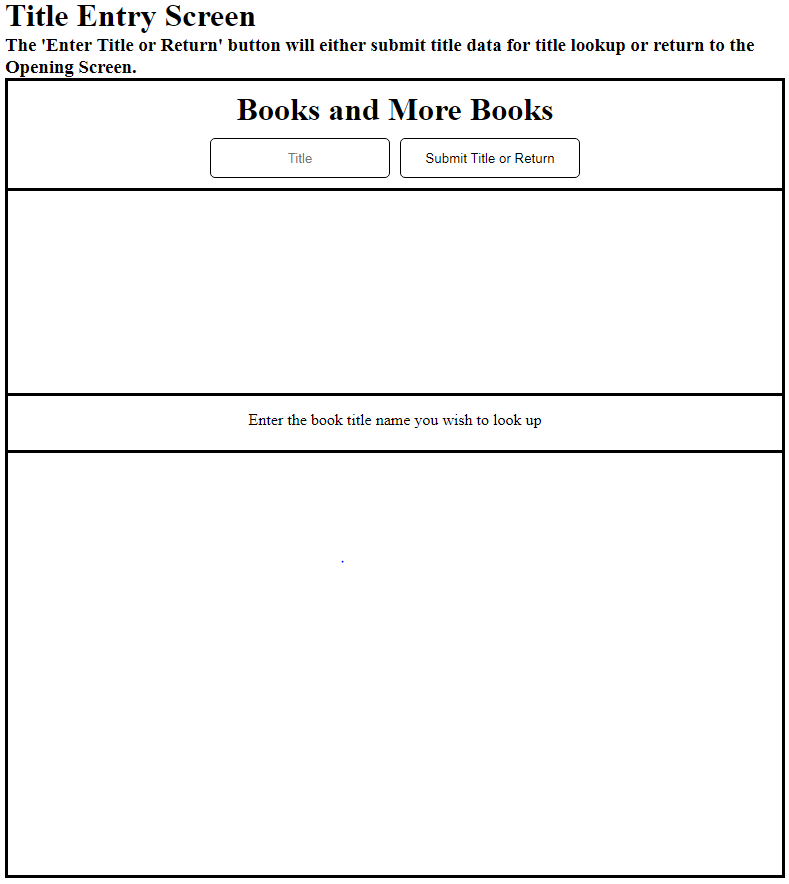 Title Entry Screen
The 'Enter Title or Return' button will either submit title data for title lookup or return to the
Opening Screen.
Books and More Books
Title
Submit Title or Return
Enter the book title name you wish to look up